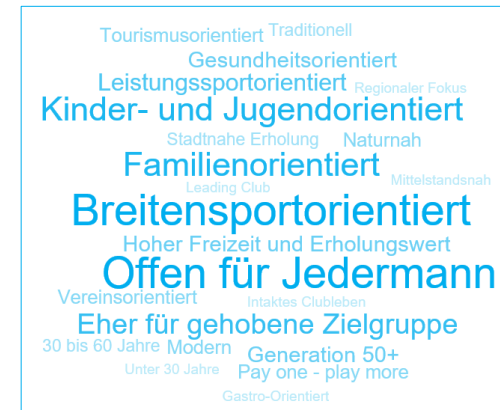 Tourismusorientiert Traditionell
Gesundheitsorientiert
Leistungssportorientiert Regionaler Fokus
Kinder- und Jugendorientiert
Stadtnahe Erholung Naturnah
Familienorientiert
Mittelstandsnah
Leading Club
Breitensportorientiert
Hoher Freizeit und Erholungswert
Offen für Jedermann
Vereinsorientiert Intaktes Clubleben
Eher für gehobene Zielgruppe
30 bis 60 Jahre Modern Generation 50+
Unter 30 Jahre Pay one - play more
Gastro-Orientiert